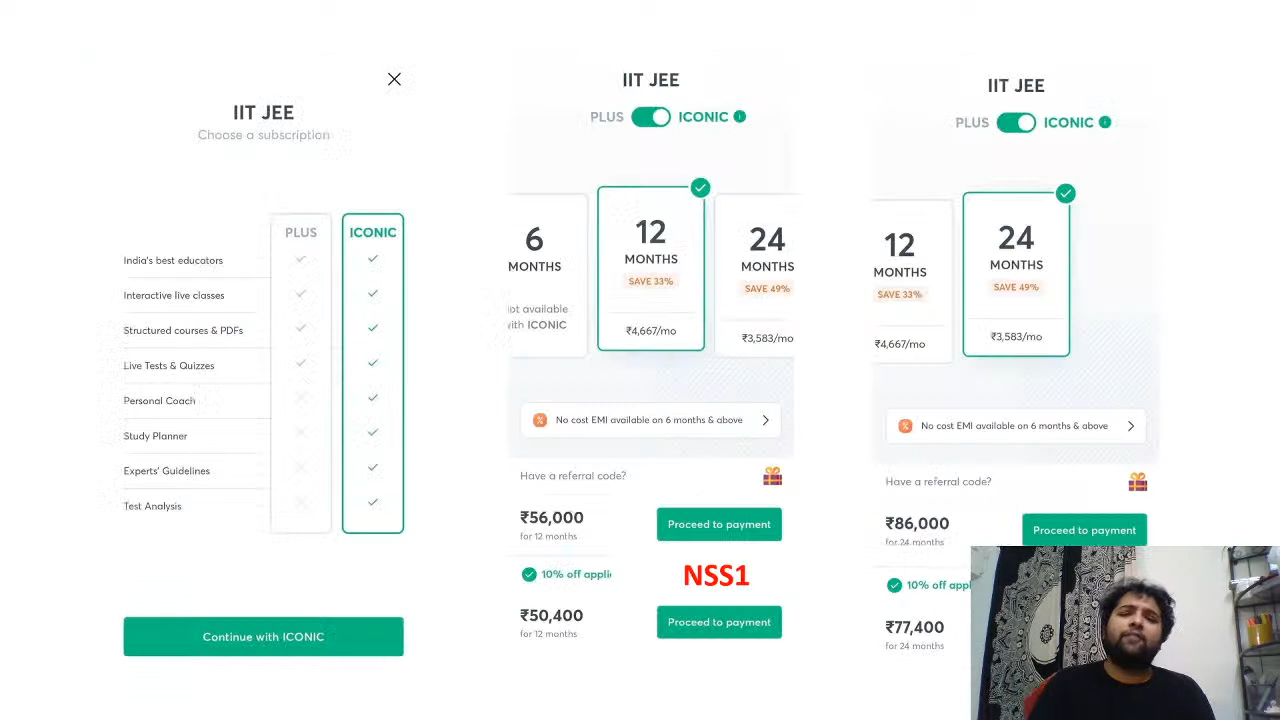 IIT JEE
Choose a subscription
PLUS ICONIC
India's best educators
Interactive live classes
Structured courses & PDFs
Live Tests & Quizzes
Personal Coach
Study Planner
Experts' Guidelines
Test Analysis
Continue with ICONIC
IIT JEE
PLUS ICONIC
6
MONTHS
available
with ICONIC
12
MONTHS
SAVE 33%
₹4,667/mo
24
MONTHS
SAVE 49%
₹3,583/mo
No cost EMI available on 6 months & above
Have a referral code?
₹56,000
for 12 months
Proceed to payment
10% off
NSS1
₹50,400
for 12 months
Proceed to payment
IIT JEE
PLUS ICONIC
12
MONTHS
SAVE 33%
₹4,667/mo
24
MONTHS
SAVE 49%
₹3,583/mo
No cost EMI available on 6 months & above
Have a referral code?
₹86,000
for 24 months
Proceed to payment
10% off
₹77,400
for 24 months